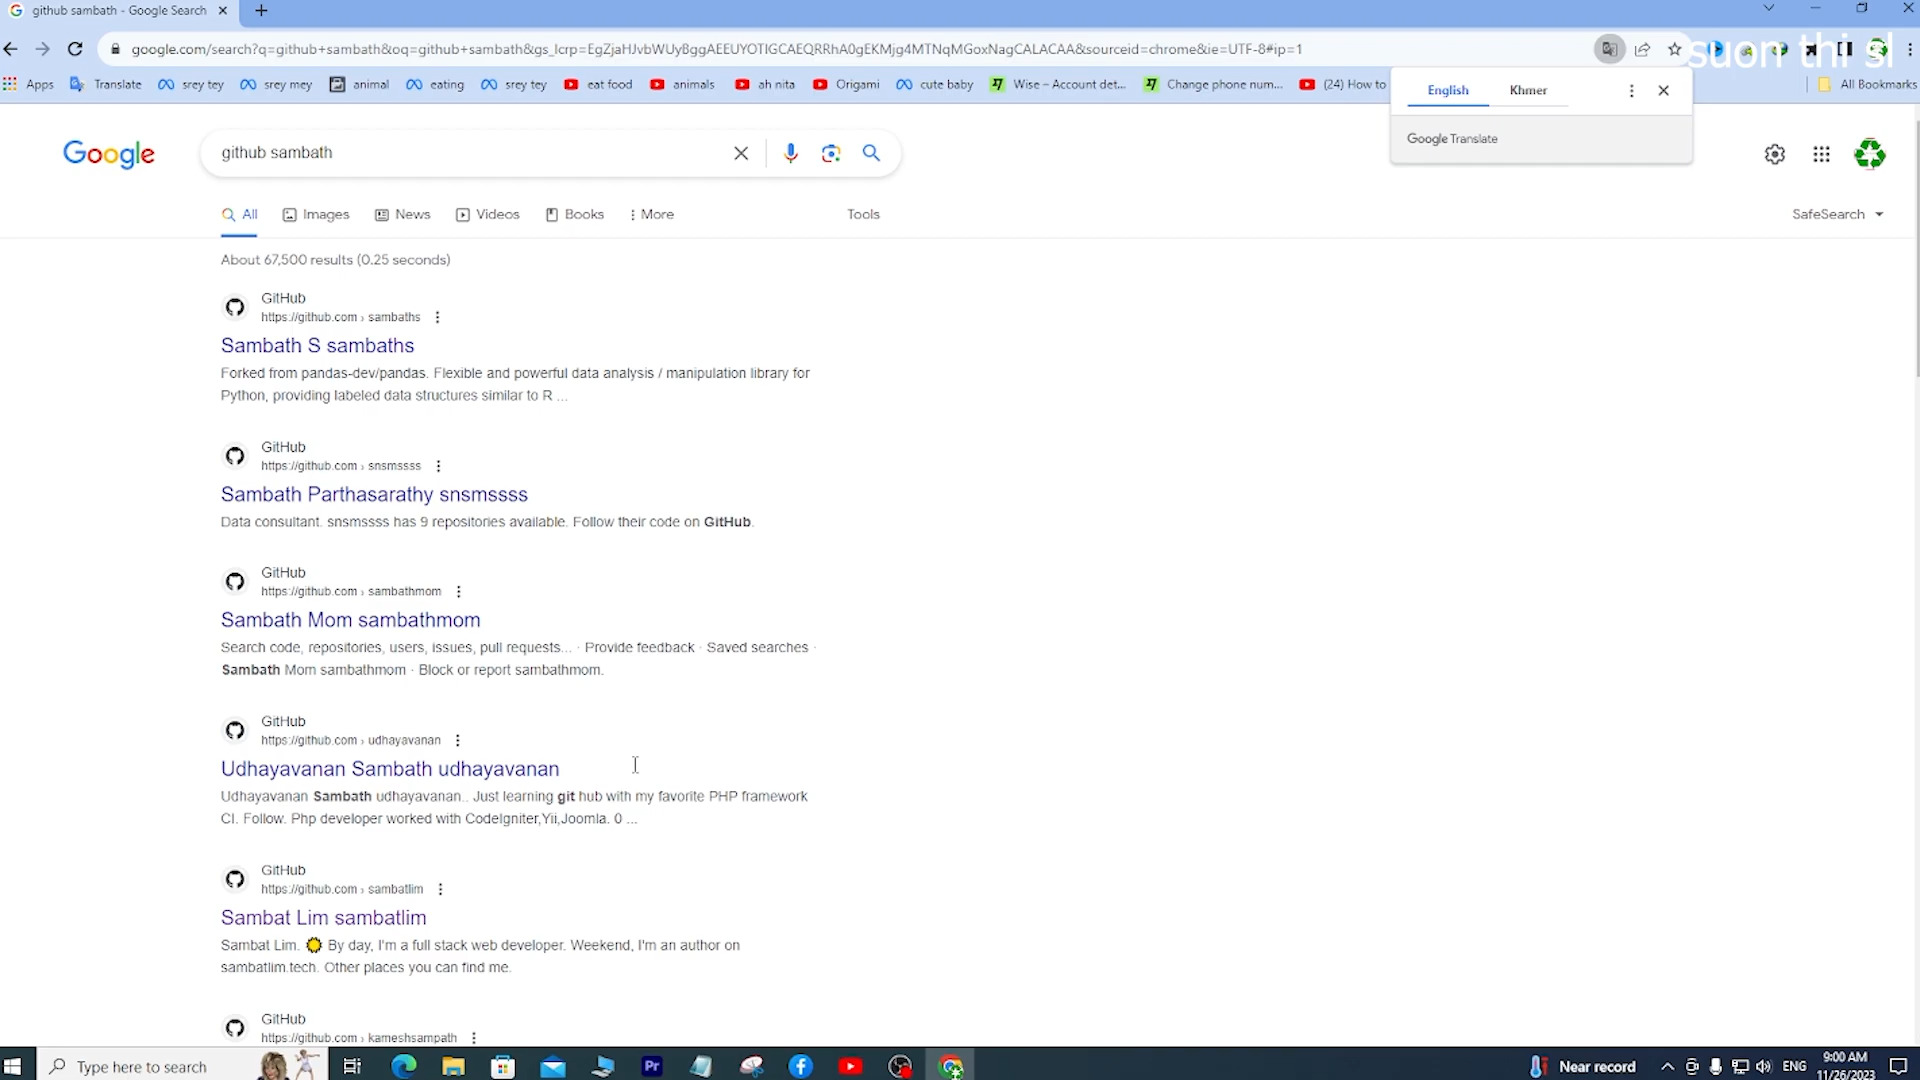 github sambath - Google Search
google.com/search?q=github+sambath&oq=github+sambath&gs_lcrp=EgZjaHJvbWUyBggAEEUYOTIGCAEQRRhA0gEKMjg4MTNqMGoxNagCALACAA&sourceid=chrome&ie=UTF-8#ip=1
suon thi sl
Apps Translate srey tey srey mey animal eating srey tey eat food animals ah nita Origami cute baby Wise – Account det... Change phone num... (24) How to All Bookmarks
English Khmer
Google Translate
Google github sambath
All Images News Videos Books More Tools SafeSearch
About 67,500 results (0.25 seconds)
GitHub
https://github.com › sambaths
Sambath S sambaths
Forked from pandas-dev/pandas. Flexible and powerful data analysis / manipulation library for
Python, providing labeled data structures similar to R ...
GitHub
https://github.com › snsmssss
Sambath Parthasarathy snsmssss
Data consultant. snsmssss has 9 repositories available. Follow their code on GitHub.
GitHub
https://github.com › sambathmom
Sambath Mom sambathmom
Search code, repositories, users, issues, pull requests... · Provide feedback · Saved searches ·
Sambath Mom sambathmom · Block or report sambathmom.
GitHub
https://github.com › udhayavanan
Udhayavanan Sambath udhayavanan
Udhayavanan Sambath udhayavanan.. Just learning git hub with my favorite PHP framework
CI. Follow. Php developer worked with CodeIgniter,Yii,Joomla. 0 ...
GitHub
https://github.com › sambatlim
Sambat Lim sambatlim
Sambat Lim. 🌞 By day, I'm a full stack web developer. Weekend, I'm an author on
sambatlim.tech. Other places you can find me.
GitHub
https://github.com › kameshsampath
Type here to search Pr Near record ENG 9:00 AM
11/26/2023